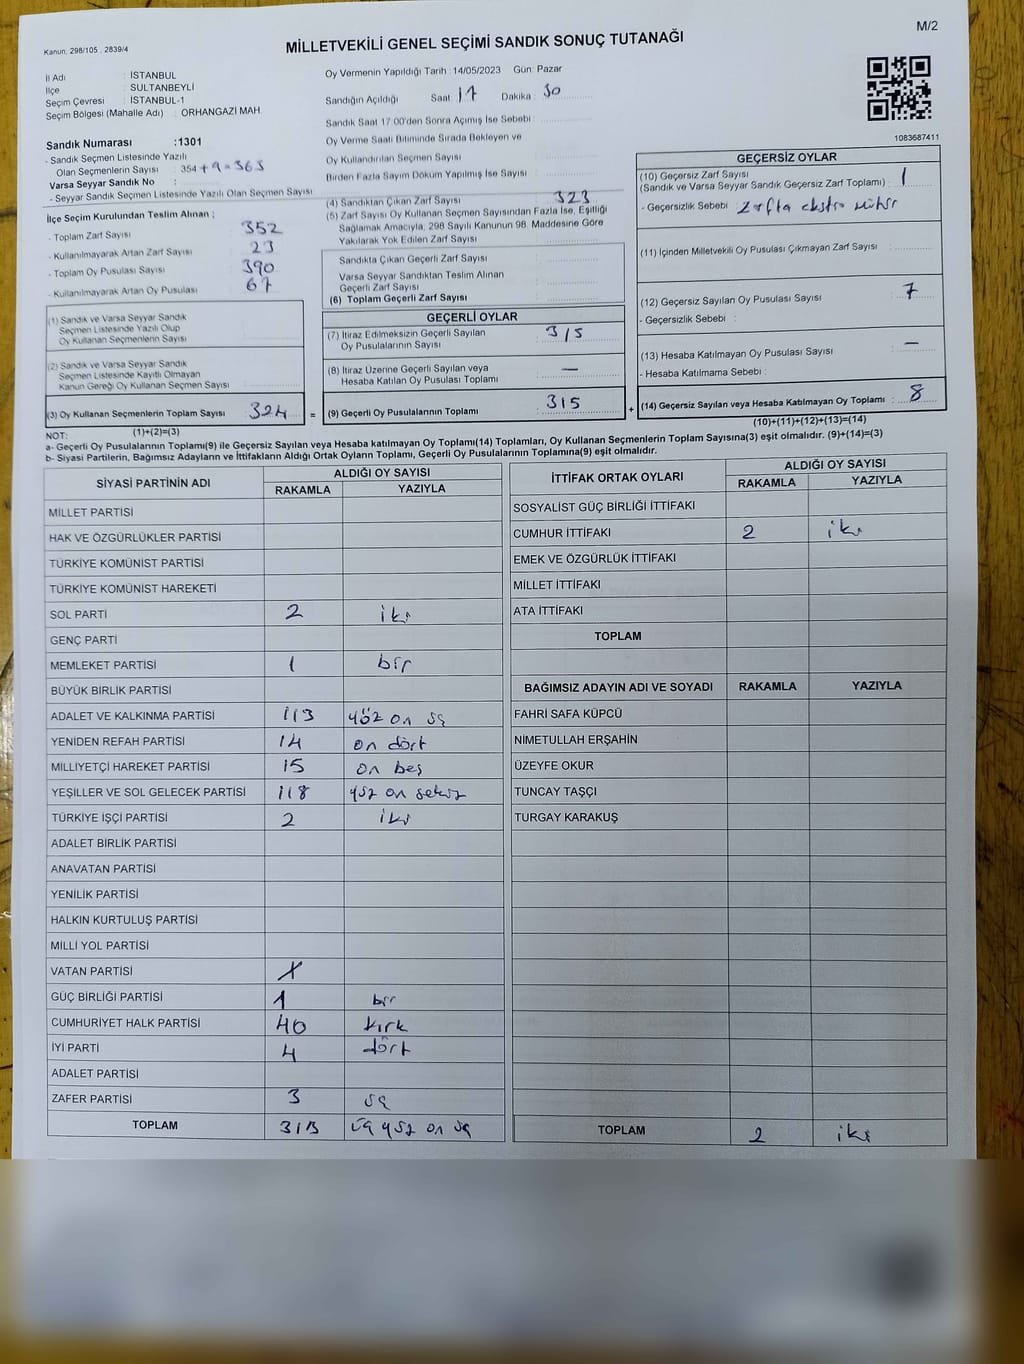 M/2
Kanun, 298/105 , 2839/4
MİLLETVEKİLİ GENEL SEÇİMİ SANDIK SONUÇ TUTANAĞI
İl Adı : İSTANBUL
İlçe : SULTANBEYLİ
Seçim Çevresi : İSTANBUL-1
Seçim Bölgesi (Mahalle Adı) : ORHANGAZİ MAH.
Sandık Numarası :1301
- Sandık Seçmen Listesinde Yazılı
Olan Seçmenlerin Sayısı : 354 + 9 = 363
Varsa Seyyar Sandık No :
- Seyyar Sandık Seçmen Listesinde Yazılı Olan Seçmen Sayısı :
Oy Vermenin Yapıldığı Tarih : 14/05/2023 Gün: Pazar
Sandığın Açıldığı Saat 17 Dakika : 30
Sandık Saat 17:00'den Sonra Açımış İse Sebebi :
Oy Verme Saati Bitiminde Sırada Bekleyen ve
Oy Kullandırılan Seçmen Sayısı :
Birden Fazla Sayım Döküm Yapılmış İse Sayısı :
1083687411
İlçe Seçim Kurulundan Teslim Alınan ;
- Toplam Zarf Sayısı : 352
- Kullanılmayarak Artan Zarf Sayısı : 23
- Toplam Oy Pusulası Sayısı : 390
- Kullanılmayarak Artan Oy Pusulası : 67
(4) Sandıktan Çıkan Zarf Sayısı : 323
(5) Zarf Sayısı Oy Kullanan Seçmen Sayısından Fazla İse, Eşitliği
Sağlamak Amacıyla, 298 Sayılı Kanunun 98. Maddesine Göre
Yakılarak Yok Edilen Zarf Sayısı :
Sandıkta Çıkan Geçerli Zarf Sayısı :
Varsa Seyyar Sandıktan Teslim Alınan
Geçerli Zarf Sayısı :
(6) Toplam Geçerli Zarf Sayısı :
GEÇERSİZ OYLAR
(10) Geçersiz Zarf Sayısı
(Sandık ve Varsa Seyyar Sandık Geçersiz Zarf Toplamı) : 1
- Geçersizlik Sebebi : Zarfta ekstra mühür
(11) İçinden Milletvekili Oy Pusulası Çıkmayan Zarf Sayısı :
(12) Geçersiz Sayılan Oy Pusulası Sayısı : 7
- Geçersizlik Sebebi :
(13) Hesaba Katılmayan Oy Pusulası Sayısı : —
- Hesaba Katılmama Sebebi :
(14) Geçersiz Sayılan veya Hesaba Katılmayan Oy Toplamı : 8
(1) Sandık ve Varsa Seyyar Sandık
Seçmen Listesinde Yazılı Olup
Oy Kullanan Seçmenlerin Sayısı :
(2) Sandık ve Varsa Seyyar Sandık
Seçmen Listesinde Kayıtlı Olmayan
Kanun Gereği Oy Kullanan Seçmen Sayısı :
(3) Oy Kullanan Seçmenlerin Toplam Sayısı : 324 =
GEÇERLİ OYLAR
(7) İtiraz Edilmeksizin Geçerli Sayılan
Oy Pusulalarının Sayısı : 315
(8) İtiraz Üzerine Geçerli Sayılan veya
Hesaba Katılan Oy Pusulası Toplamı : —
(9) Geçerli Oy Pusulalarının Toplamı : 315 +
(1)+(2)=(3)
(10)+(11)+(12)+(13)=(14)
NOT:
a- Geçerli Oy Pusulalarının Toplamı(9) ile Geçersiz Sayılan veya Hesaba katılmayan Oy Toplamı(14) Toplamları, Oy Kullanan Seçmenlerin Toplam Sayısına(3) eşit olmalıdır. (9)+(14)=(3)
b- Siyasi Partilerin, Bağımsız Adayların ve İttifakların Aldığı Ortak Oyların Toplamı, Geçerli Oy Pusulalarının Toplamına(9) eşit olmalıdır.
SİYASİ PARTİNİN ADI ALDIĞI OY SAYISI
RAKAMLA YAZIYLA
MİLLET PARTİSİ
HAK VE ÖZGÜRLÜKLER PARTİSİ
TÜRKİYE KOMÜNİST PARTİSİ
TÜRKİYE KOMÜNİST HAREKETİ
SOL PARTİ 2 iki
GENÇ PARTİ
MEMLEKET PARTİSİ 1 bir
BÜYÜK BİRLİK PARTİSİ
ADALET VE KALKINMA PARTİSİ 113 yüz on üç
YENİDEN REFAH PARTİSİ 14 on dört
MİLLİYETÇİ HAREKET PARTİSİ 15 on beş
YEŞİLLER VE SOL GELECEK PARTİSİ 118 yüz on sekiz
TÜRKİYE İŞÇİ PARTİSİ 2 iki
ADALET BİRLİK PARTİSİ
ANAVATAN PARTİSİ
YENİLİK PARTİSİ
HALKIN KURTULUŞ PARTİSİ
MİLLİ YOL PARTİSİ
VATAN PARTİSİ
GÜÇ BİRLİĞİ PARTİSİ 1 bir
CUMHURİYET HALK PARTİSİ 40 kırk
İYİ PARTİ 4 dört
ADALET PARTİSİ
ZAFER PARTİSİ 3 üç
TOPLAM 313 üç yüz on üç
İTTİFAK ORTAK OYLARI ALDIĞI OY SAYISI
RAKAMLA YAZIYLA
SOSYALİST GÜÇ BİRLİĞİ İTTİFAKI
CUMHUR İTTİFAKI 2 iki
EMEK VE ÖZGÜRLÜK İTTİFAKI
MİLLET İTTİFAKI
ATA İTTİFAKI
TOPLAM
BAĞIMSIZ ADAYIN ADI VE SOYADI RAKAMLA YAZIYLA
FAHRİ SAFA KÜPCÜ
NİMETULLAH ERŞAHİN
ÜZEYFE OKUR
TUNCAY TAŞÇI
TURGAY KARAKUŞ
TOPLAM 2 iki